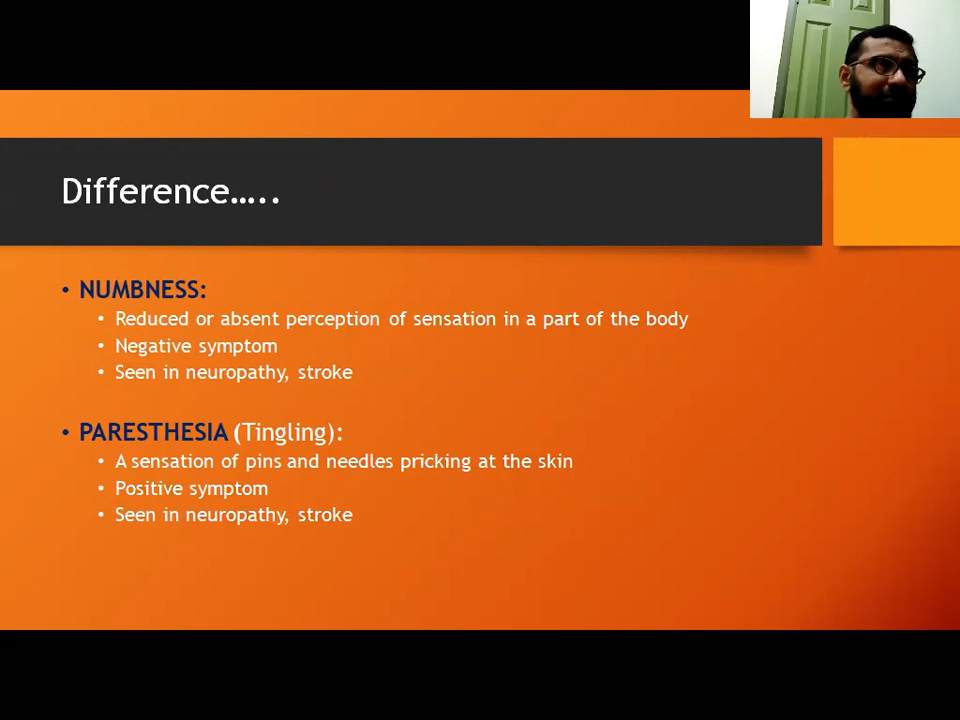 Difference.....
• NUMBNESS:
• Reduced or absent perception of sensation in a part of the body
• Negative symptom
• Seen in neuropathy, stroke
• PARESTHESIA (Tingling):
• A sensation of pins and needles pricking at the skin
• Positive symptom
• Seen in neuropathy, stroke